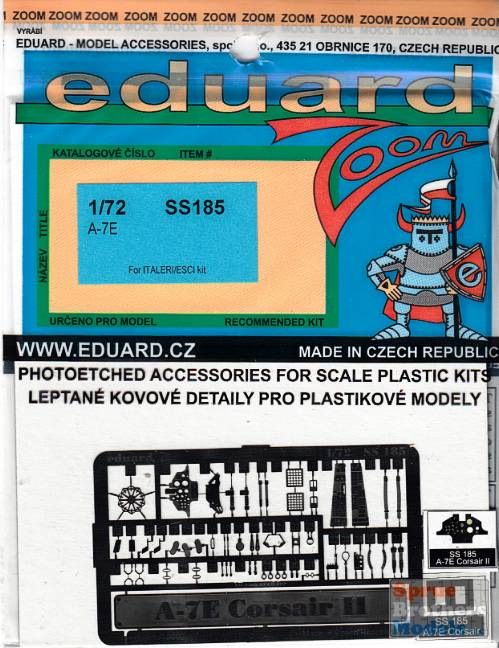 ZOOM ZOOM ZOOM ZOOM ZOOM ZOOM ZOOM ZOOM ZOOM ZOOM
VYRÁBÍ
EDUARD - MODEL ACCESSORIES, spol. o., 435 21 OBRNICE 170, CZECH REPUBLIC
eduard
Zoom
KATALOGOVÉ ČÍSLO ITEM #
NÁZEV TITLE
1/72 SS185
A-7E
For ITALERI/ESCI kit
URČENO PRO MODEL RECOMMENDED KIT
e
WWW.EDUARD.CZ MADE IN CZECH REPUBLIC
PHOTOETCHED ACCESSORIES FOR SCALE PLASTIC KITS
LEPTANÉ KOVOVÉ DETAILY PRO PLASTIKOVÉ MODELY
eduard 1/72 SS 185
A-7E Corsair II
SS 185
A-7E Corsair II
Sprue
Brothers
Models
SS 185
A-7E Corsair